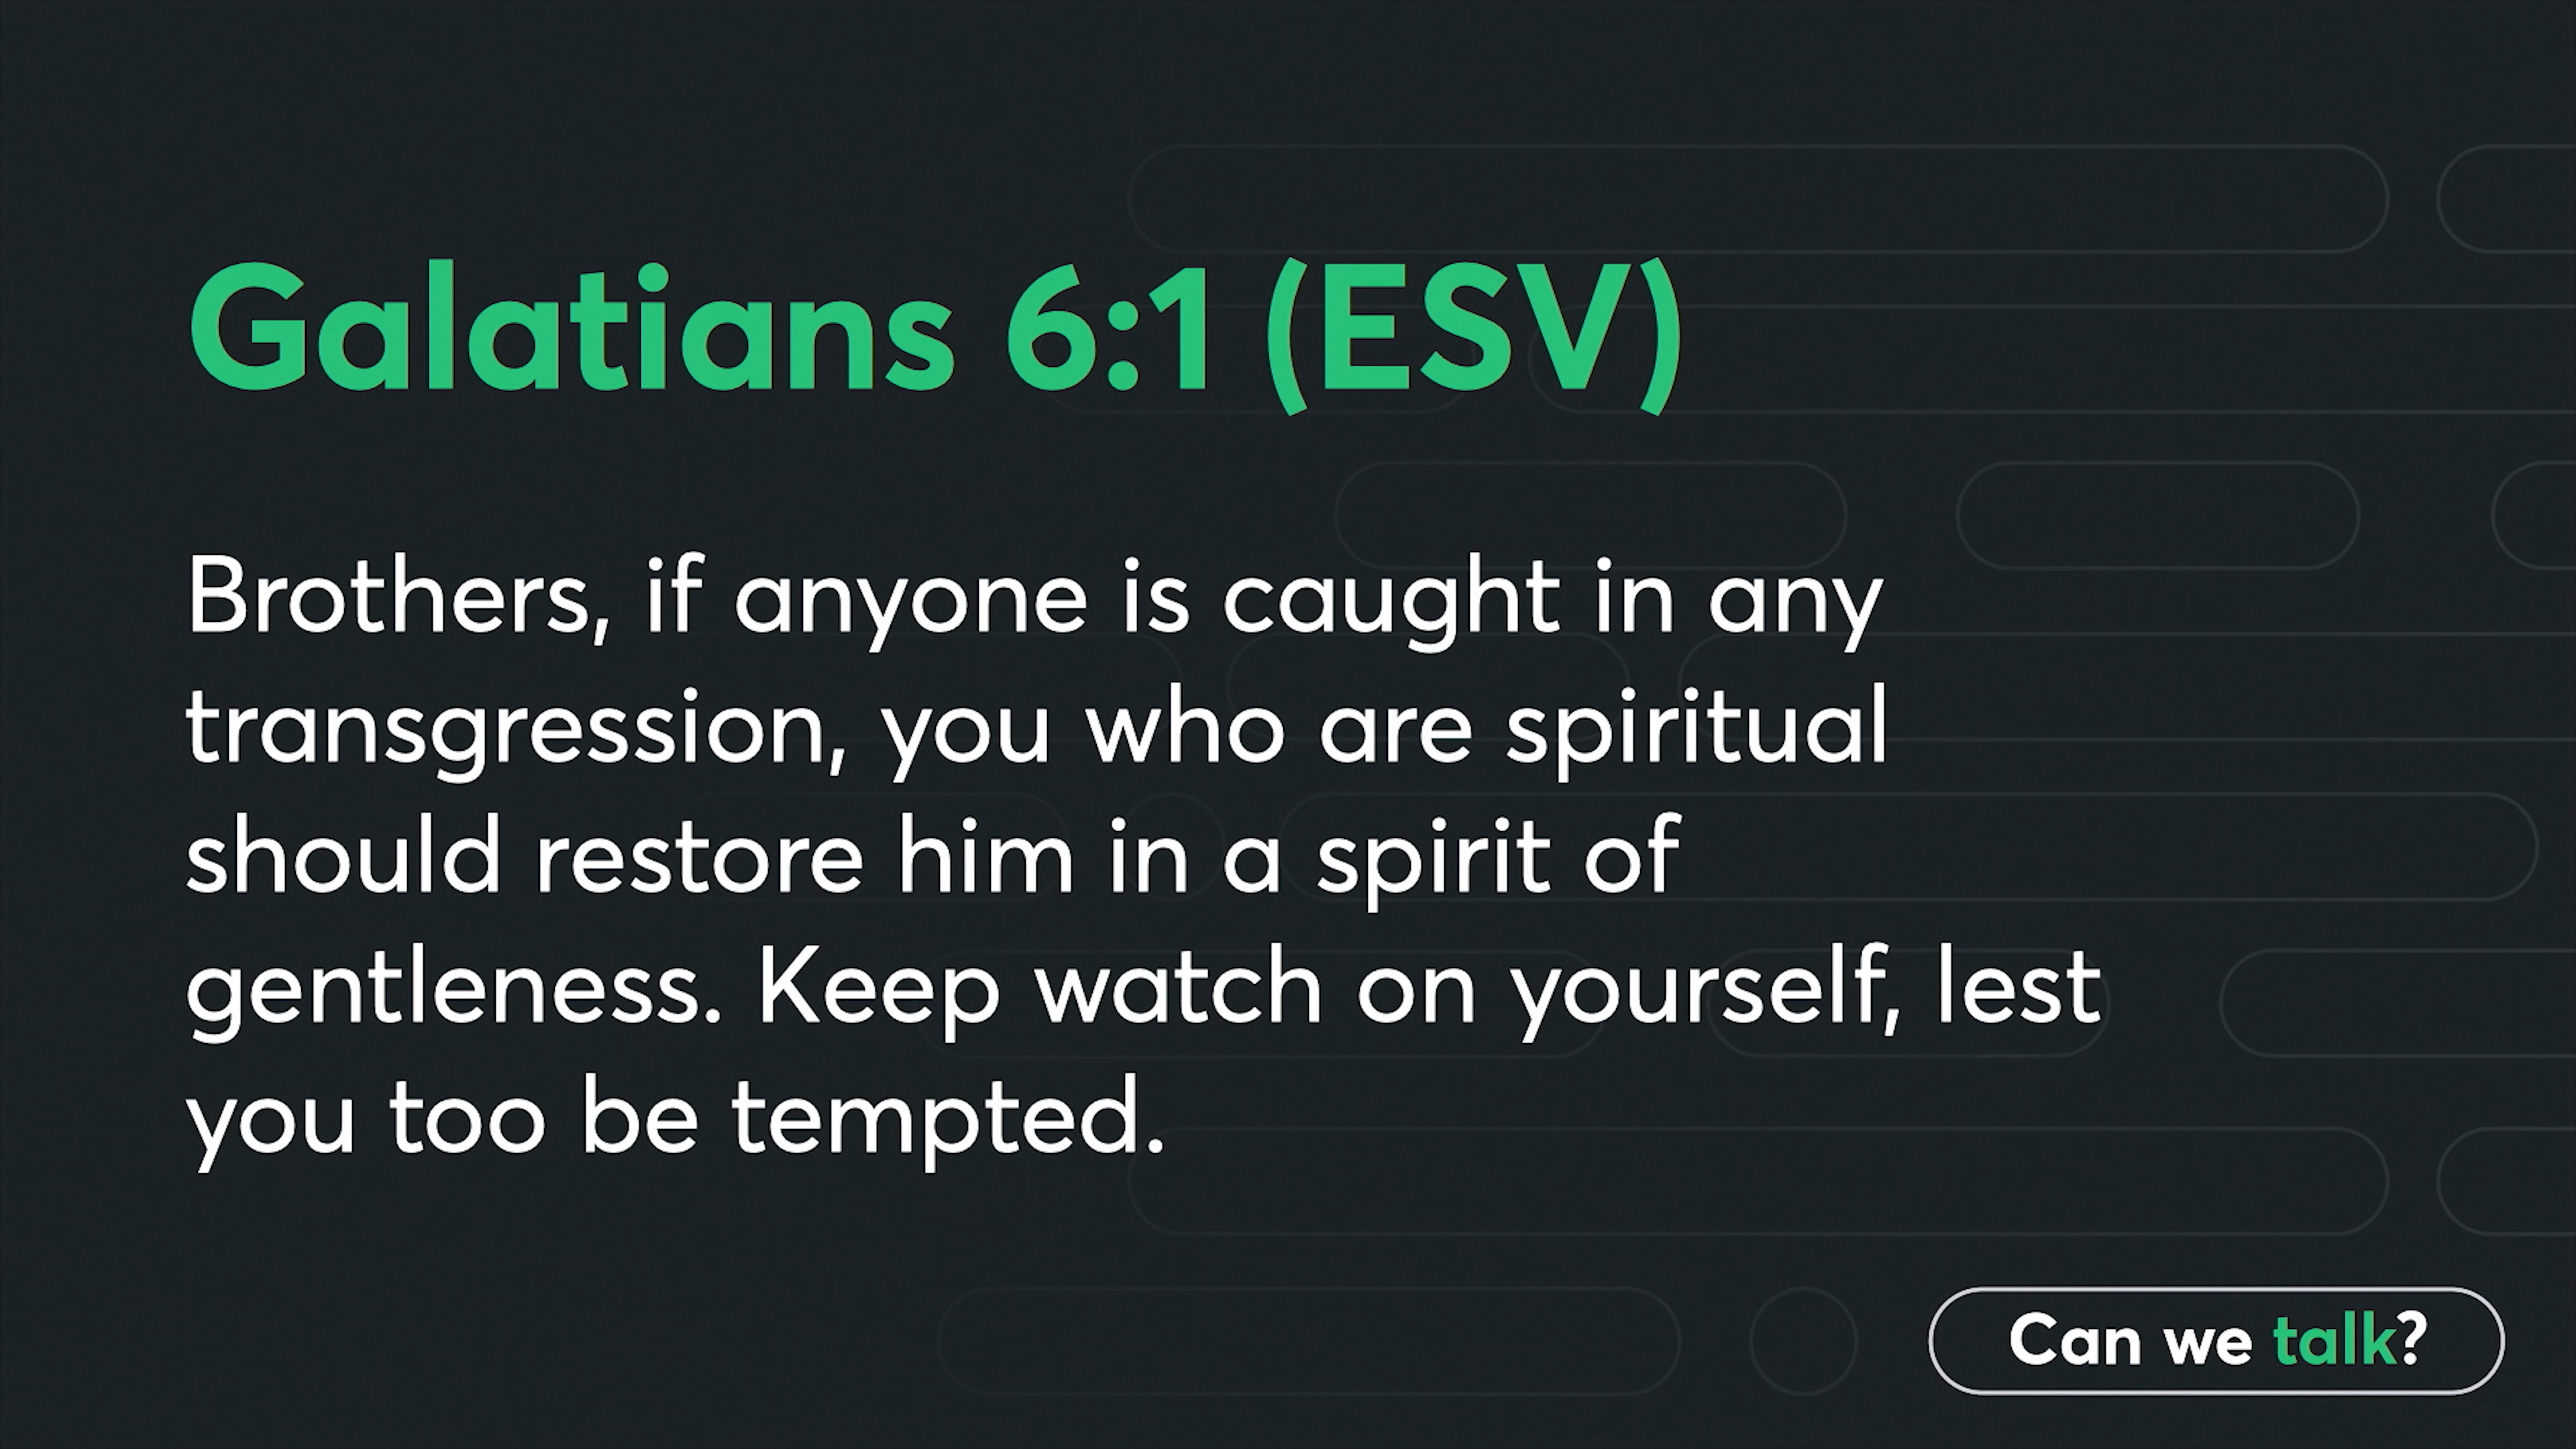 Galatians 6:1 (ESV)
Brothers, if anyone is caught in any
transgression, you who are spiritual
should restore him in a spirit of
gentleness. Keep watch on yourself, lest
you too be tempted.
Can we talk?